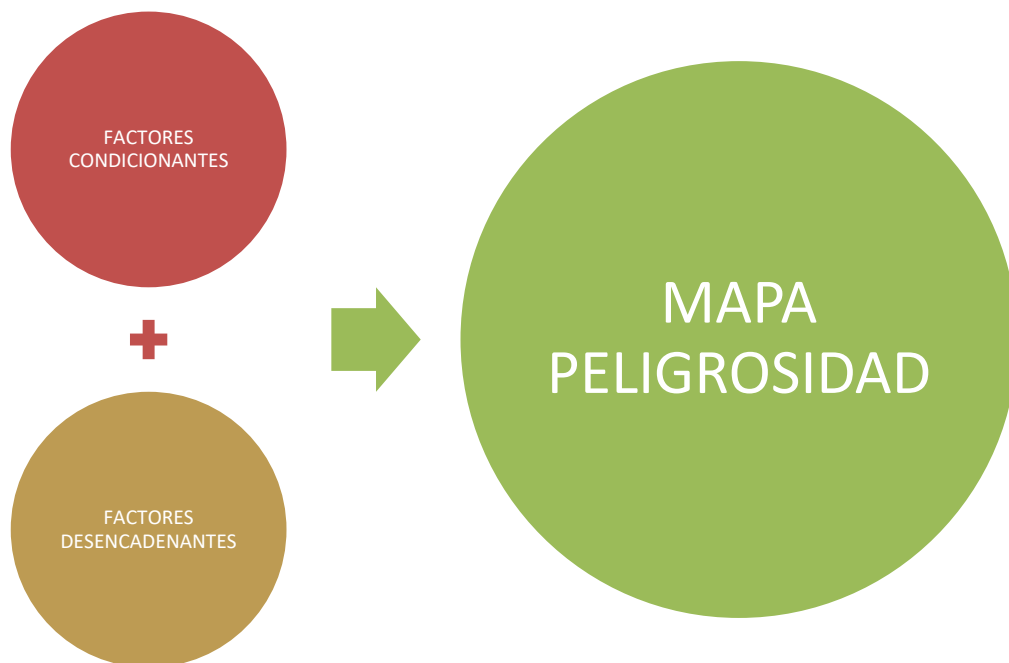 FACTORES
CONDICIONANTES
FACTORES
DESENCADENANTES
MAPA
PELIGROSIDAD